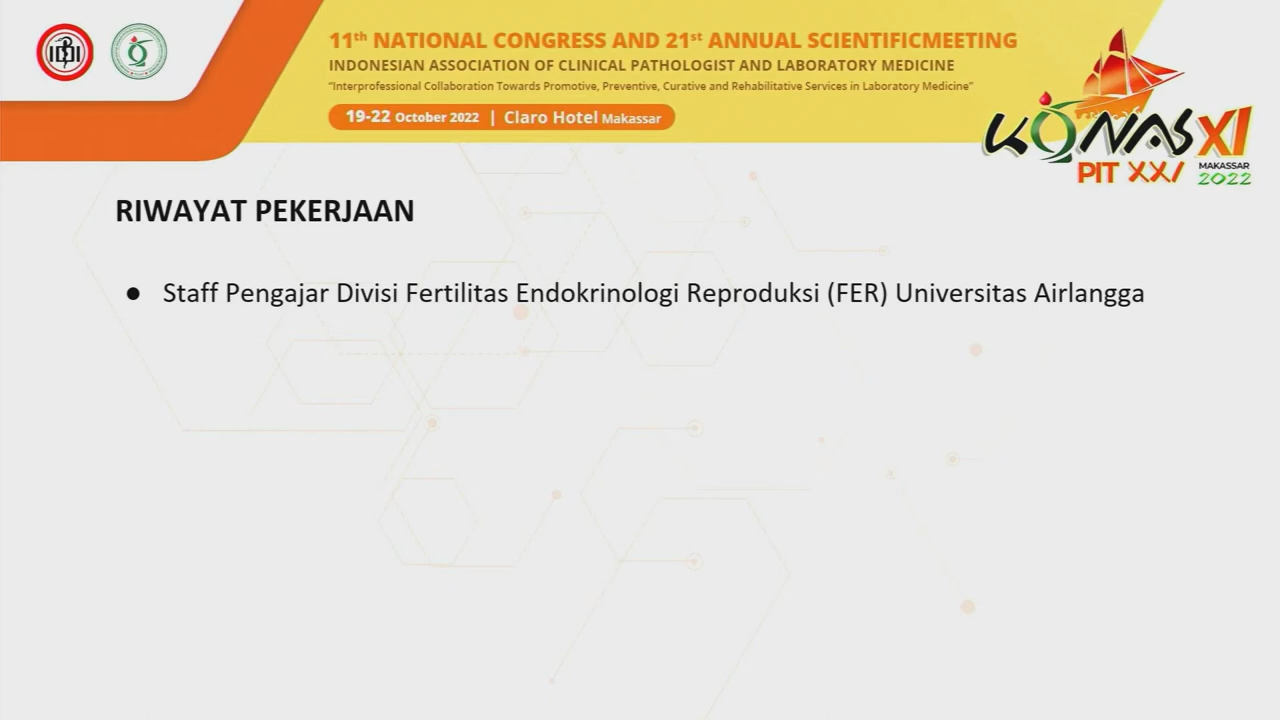 11th NATIONAL CONGRESS AND 21st ANNUAL SCIENTIFICMEETING
INDONESIAN ASSOCIATION OF CLINICAL PATHOLOGIST AND LABORATORY MEDICINE
“Interprofessional Collaboration Towards Promotive, Preventive, Curative and Rehabilitative Services in Laboratory Medicine”
19-22 October 2022 | Claro Hotel Makassar
KONAS XI
PIT XXI MAKASSAR
2022
RIWAYAT PEKERJAAN
● Staff Pengajar Divisi Fertilitas Endokrinologi Reproduksi (FER) Universitas Airlangga